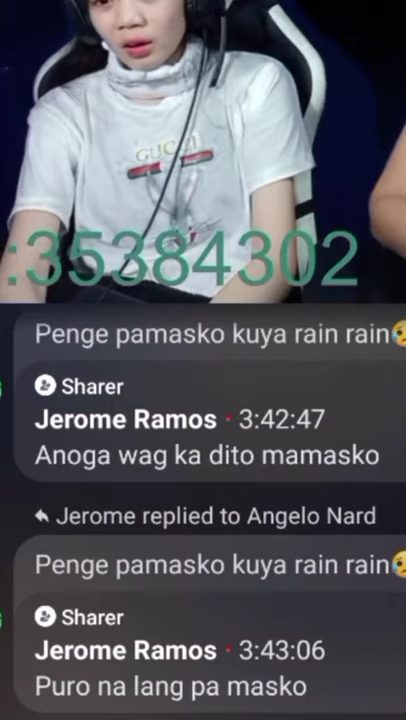 GUCCI
:35384302
Penge pamasko kuya rain rain😢
Sharer
Jerome Ramos · 3:42:47
Anoga wag ka dito mamasko
Jerome replied to Angelo Nard
Penge pamasko kuya rain rain😢
Sharer
Jerome Ramos · 3:43:06
Puro na lang pa masko